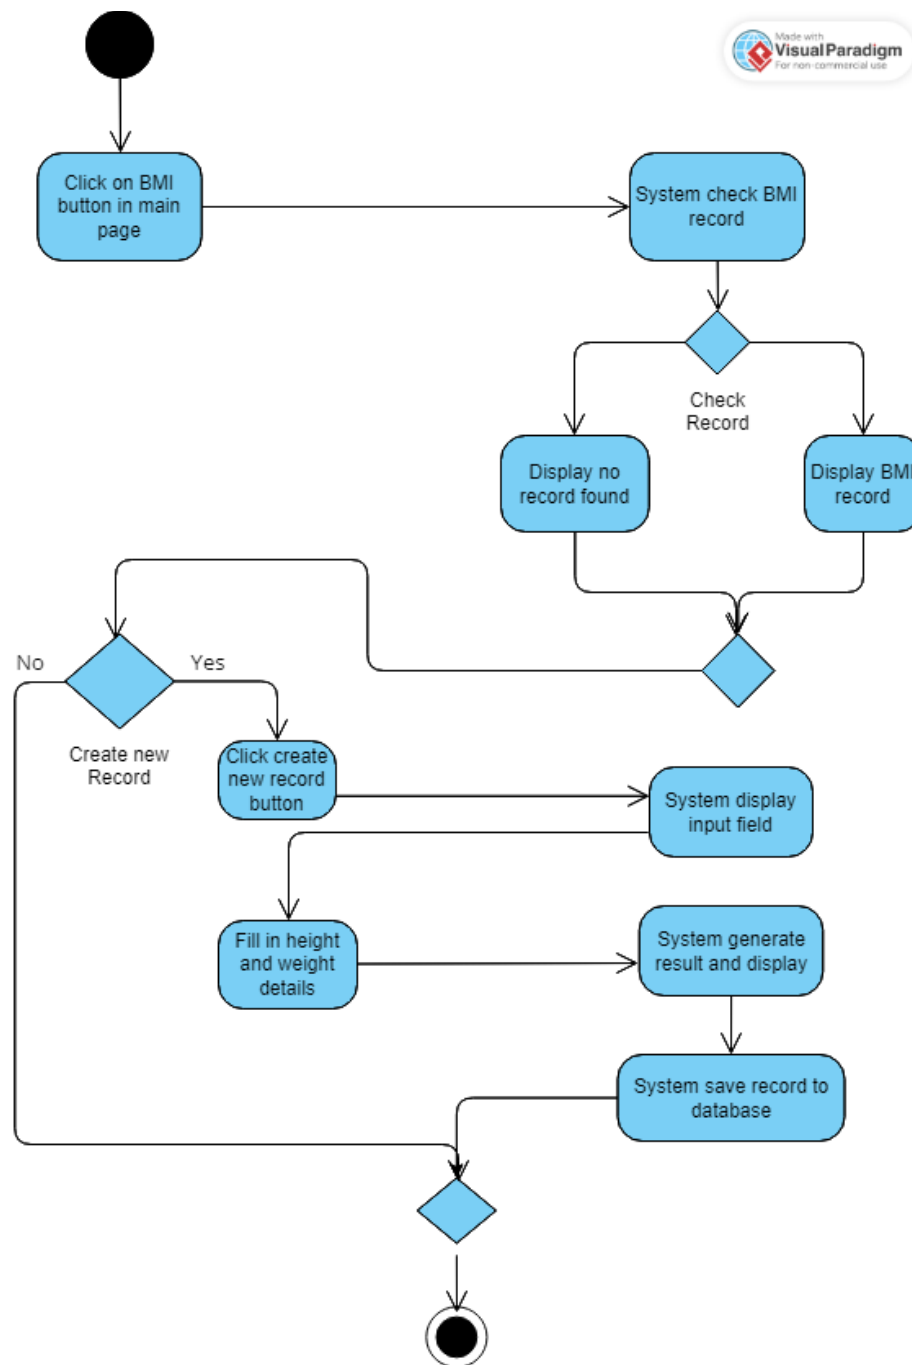 Made with
Visual Paradigm
For non-commercial use
Click on BMI
button in main
page
System check BMI
record
Check
Record
Display no
record found
Display BMI
record
No
Yes
Create new
Record
Click create
new record
button
System display
input field
Fill in height
and weight
details
System generate
result and display
System save record to
database